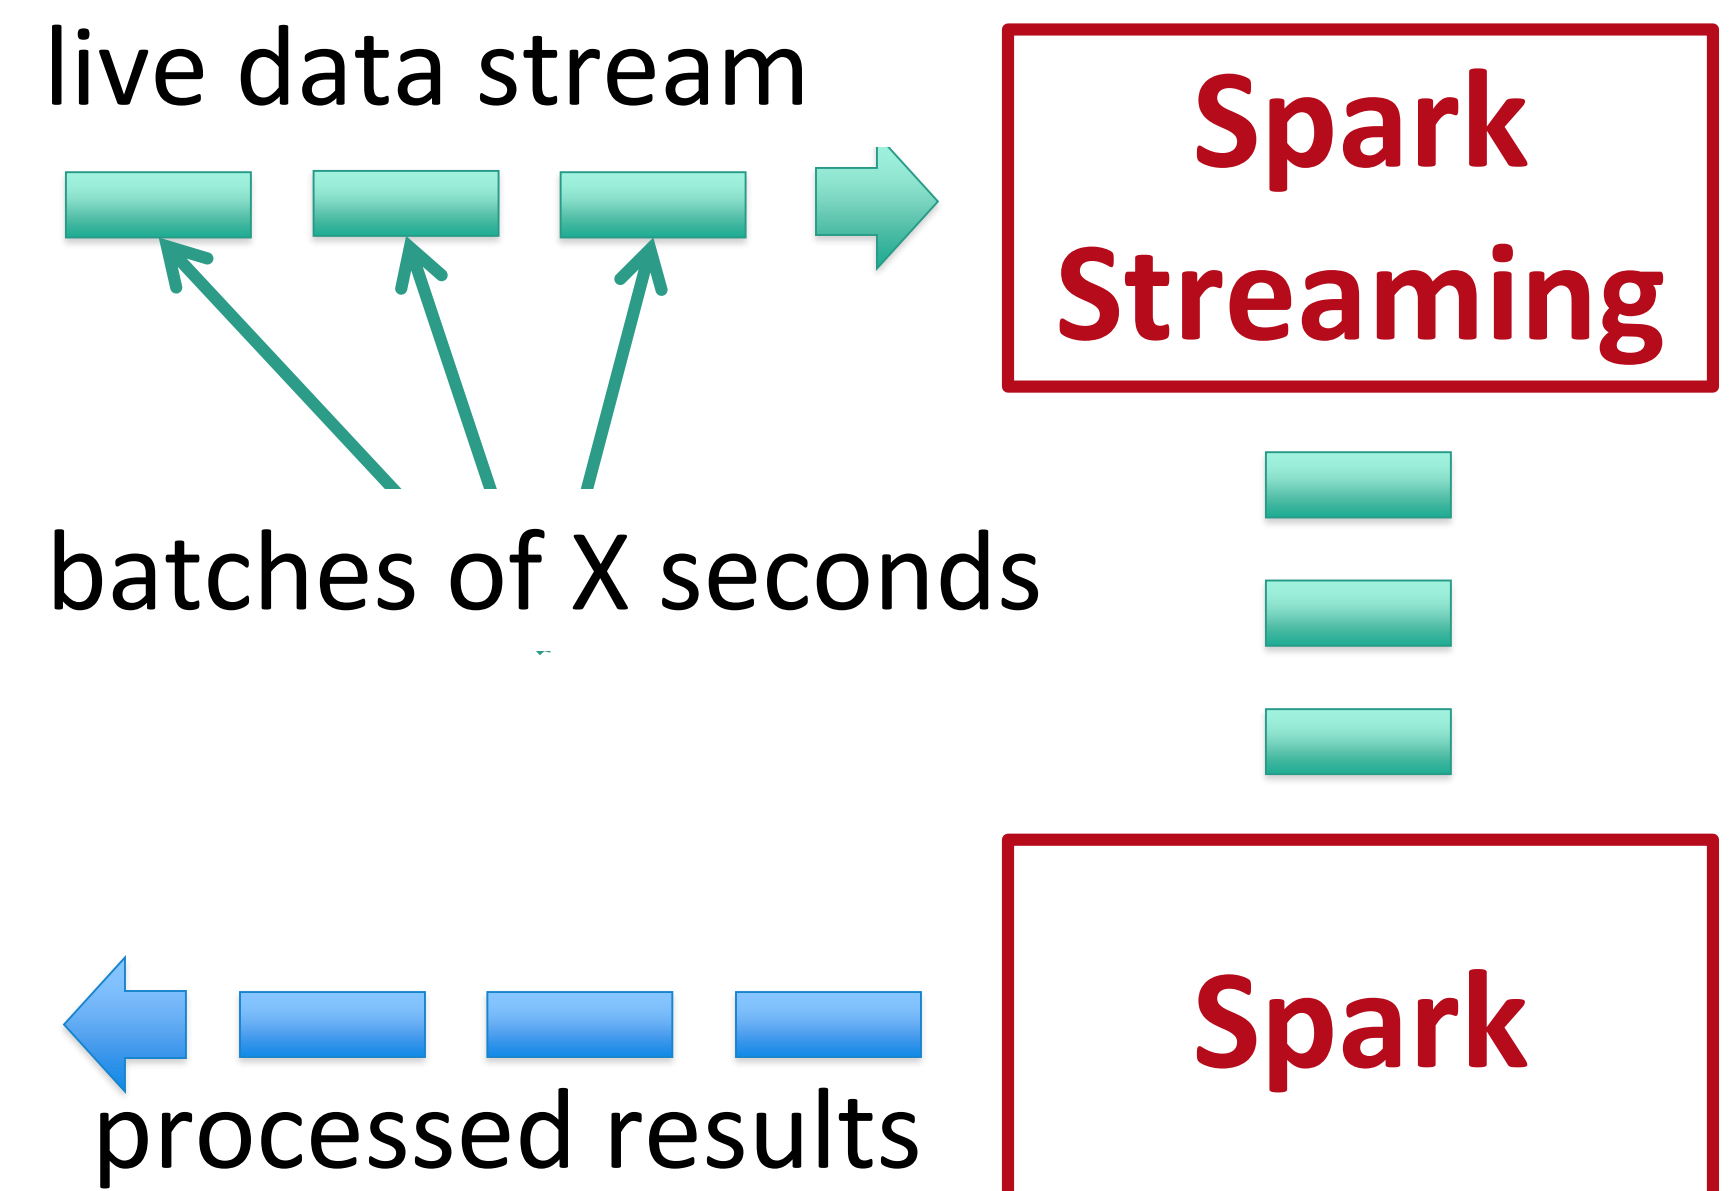 live data stream
Spark
Streaming
batches of X seconds
Spark
processed results